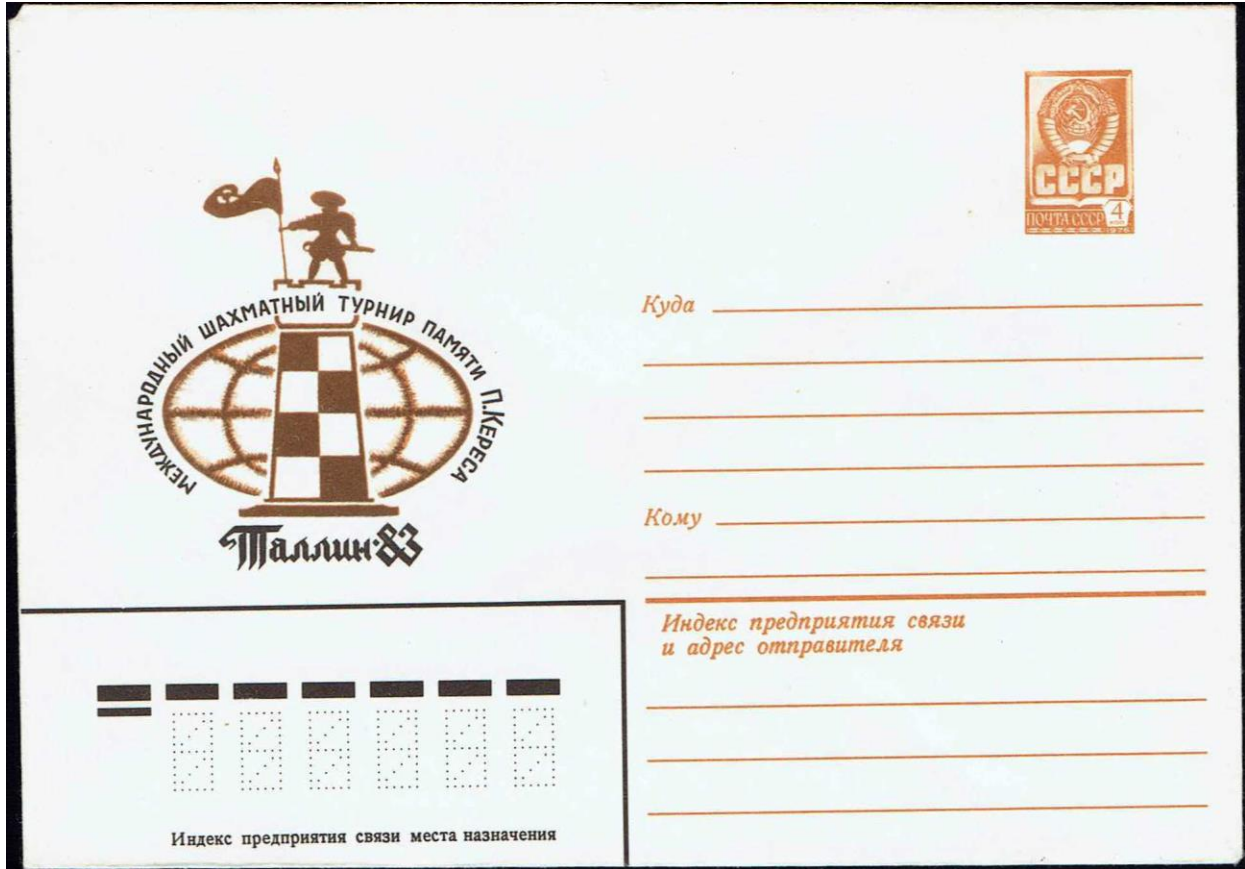 МЕЖДУНАРОДНЫЙ ШАХМАТНЫЙ ТУРНИР ПАМЯТИ П.КЕРЕСА
Таллин·83
СССР
ПОЧТА СССР 4
1976
Куда
Кому
Индекс предприятия связи
и адрес отправителя
Индекс предприятия связи места назначения